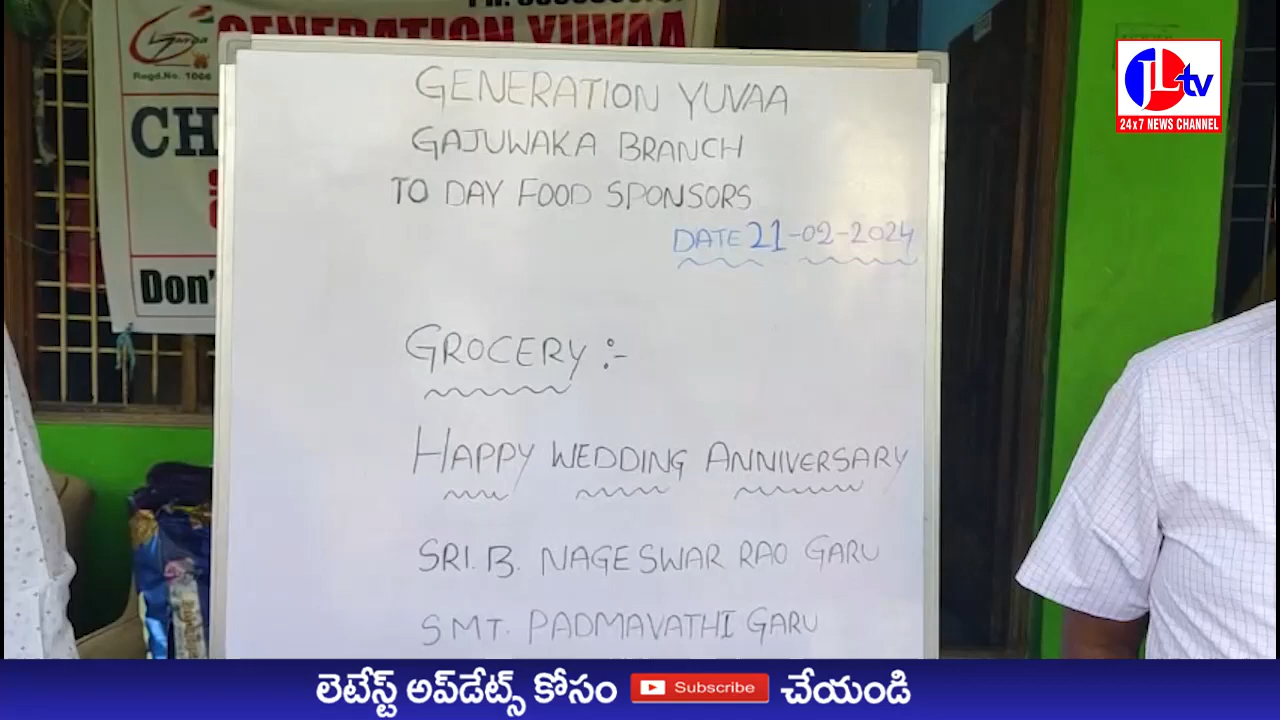 GENERATION YUVAA
Regd.No. 1066
CH
Don'
GENERATION YUVAA
GAJUWAKA BRANCH
TO DAY FOOD SPONSORS
DATE 21-02-2024
GROCERY :-
HAPPY WEDDING ANNIVERSARY
SRI. B. NAGESWAR RAO GARU
SMT. PADMAVATHI GARU
JLtv
24x7 NEWS CHANNEL
లెటేస్ట్ అప్‌డేట్స్ కోసం Subscribe చేయండి